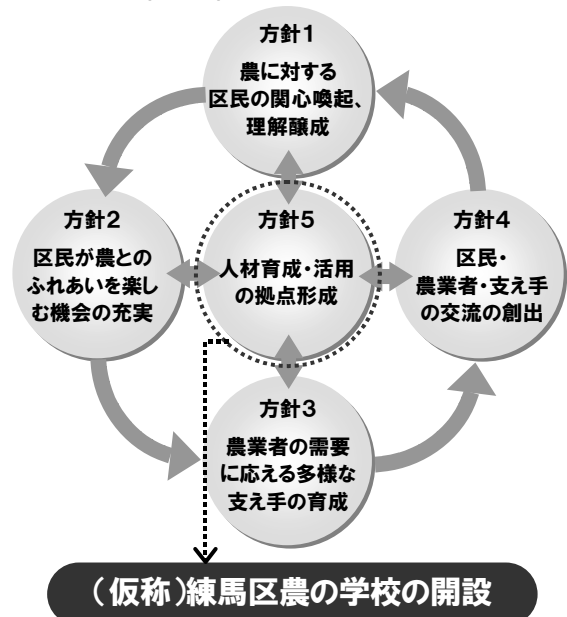 方針1
農に対する
区民の関心喚起、
理解醸成
方針2
区民が農との
ふれあいを楽し
む機会の充実
方針5
人材育成・活用
の拠点形成
方針4
区民・
農業者・支え手
の交流の創出
方針3
農業者の需要
に応える多様な
支え手の育成
（仮称）練馬区農の学校の開設